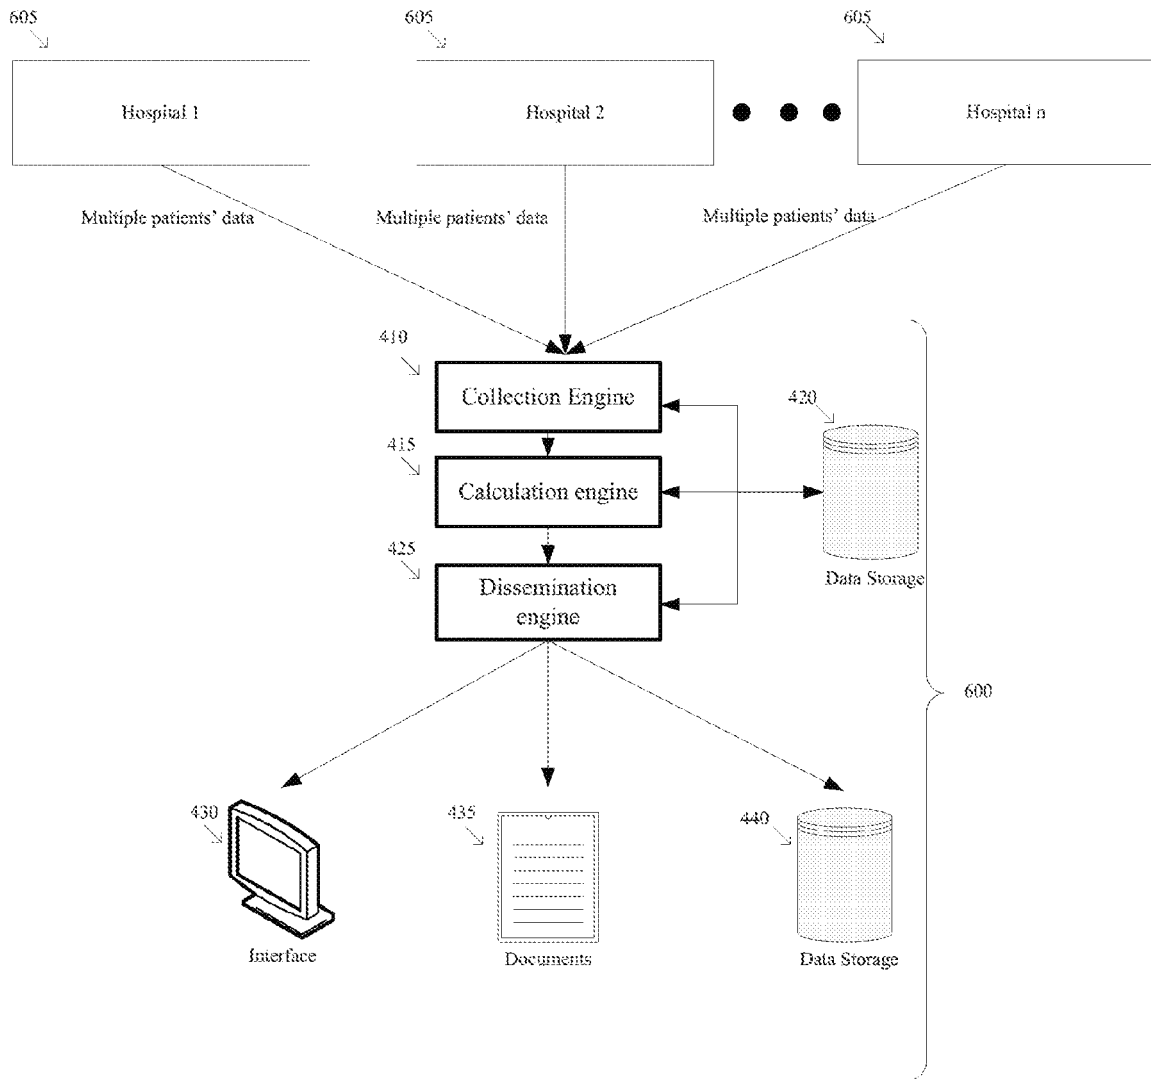 605
605
605
Hospital 1
Hospital 2
Hospital n
Multiple patients' data
Multiple patients' data
Multiple patients' data
410
Collection Engine
420
415
Calculation engine
425
Data Storage
Dissemination
engine
600
430
435
440
Interface
Documents
Data Storage